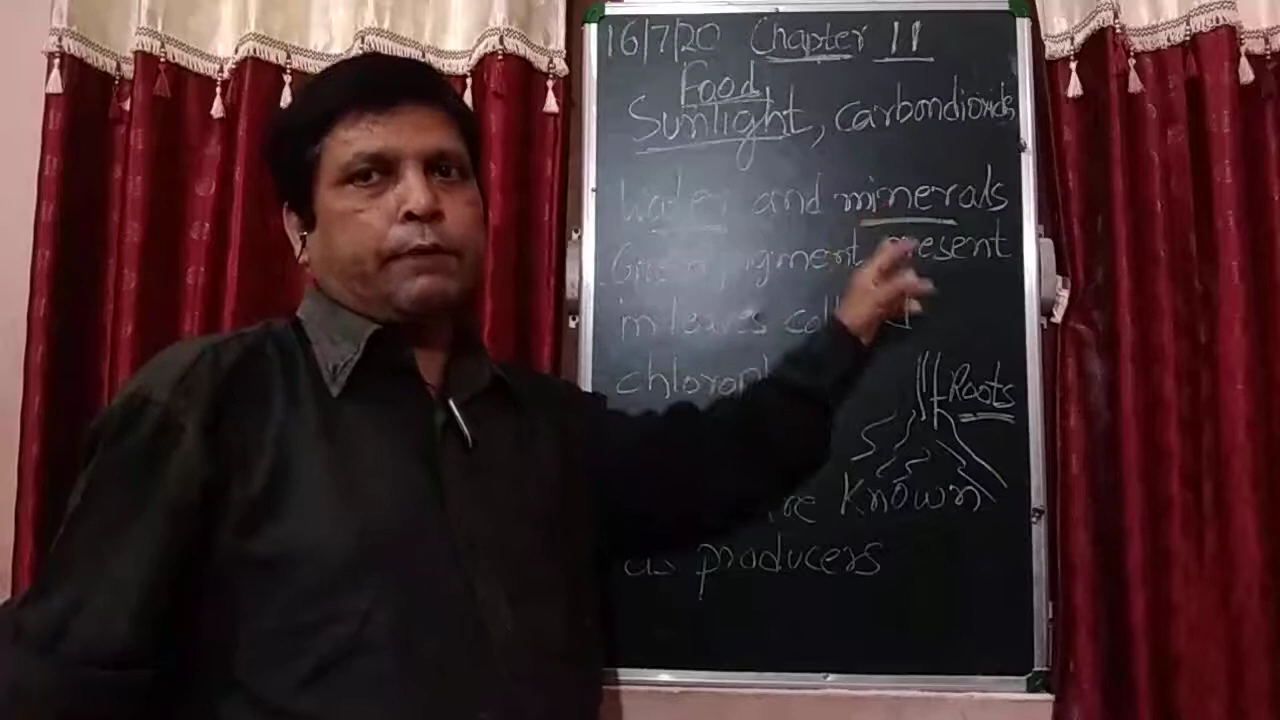 16/7/20 Chapter 11
Food
Sunlight, carbondioxide
Water and minerals
Green pigment present
in leaves
Roots
Known
as producers